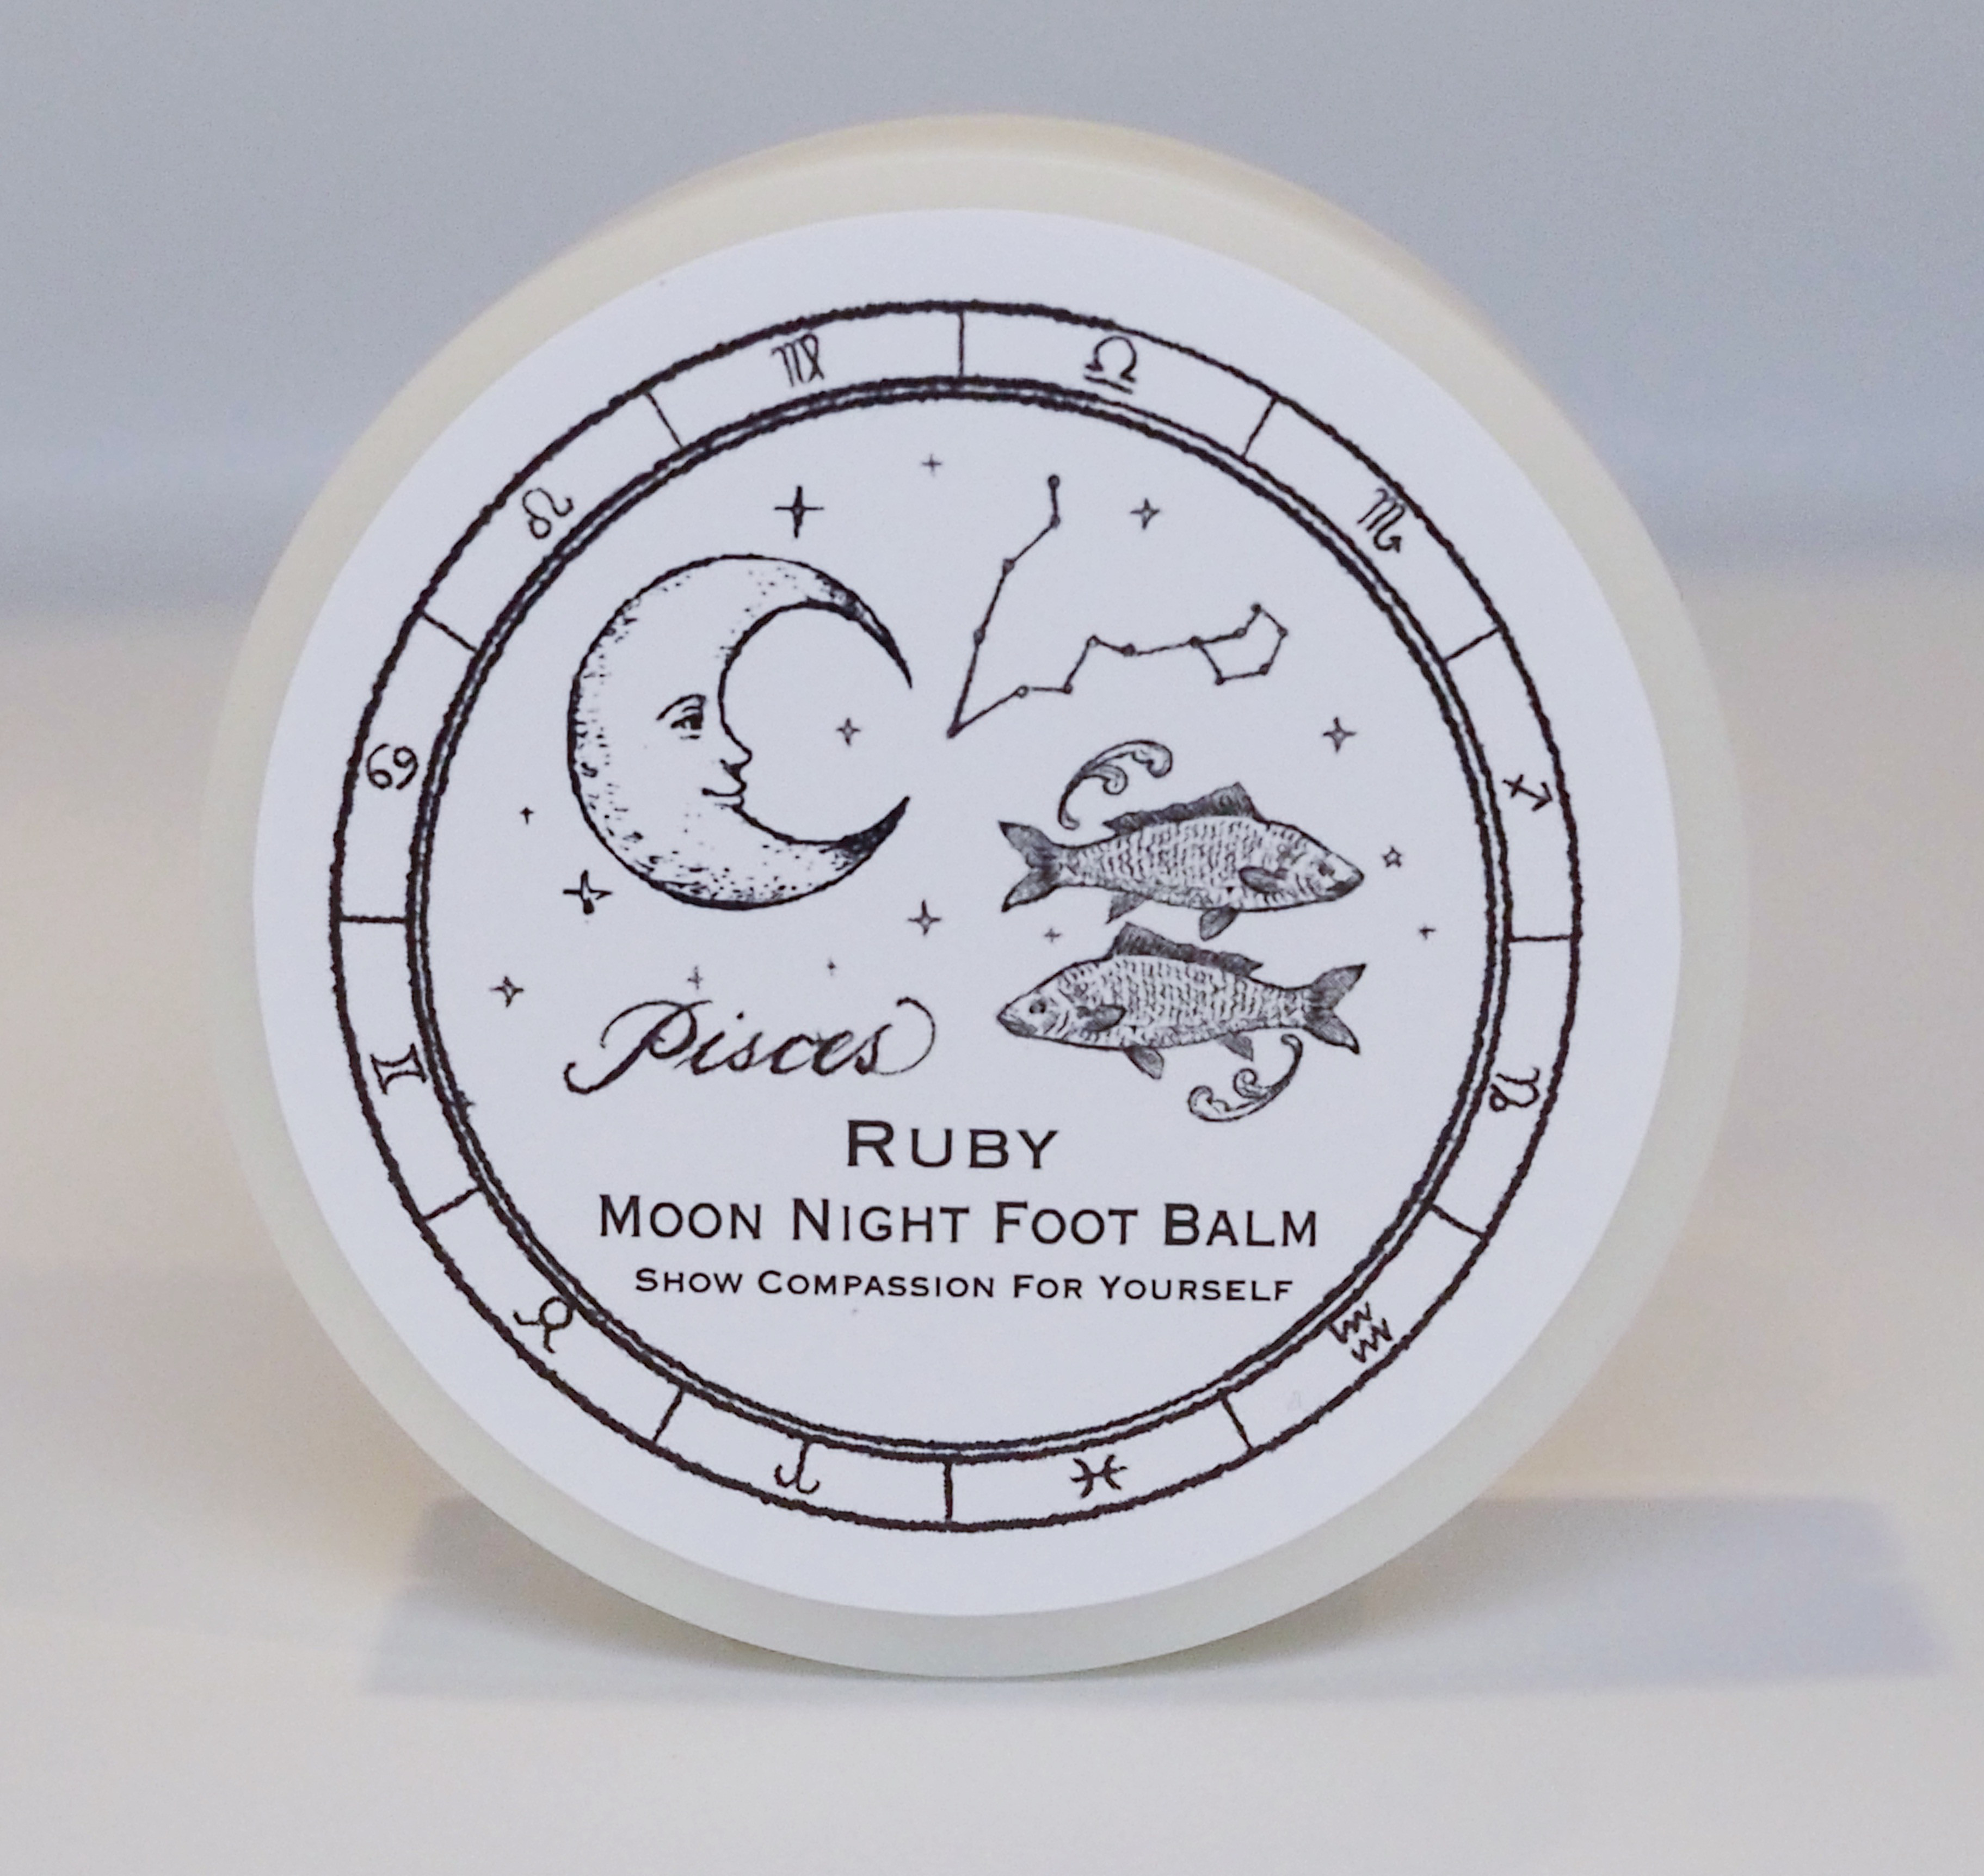 Pisces
RUBY
MOON NIGHT FOOT BALM
SHOW COMPASSION FOR YOURSELF